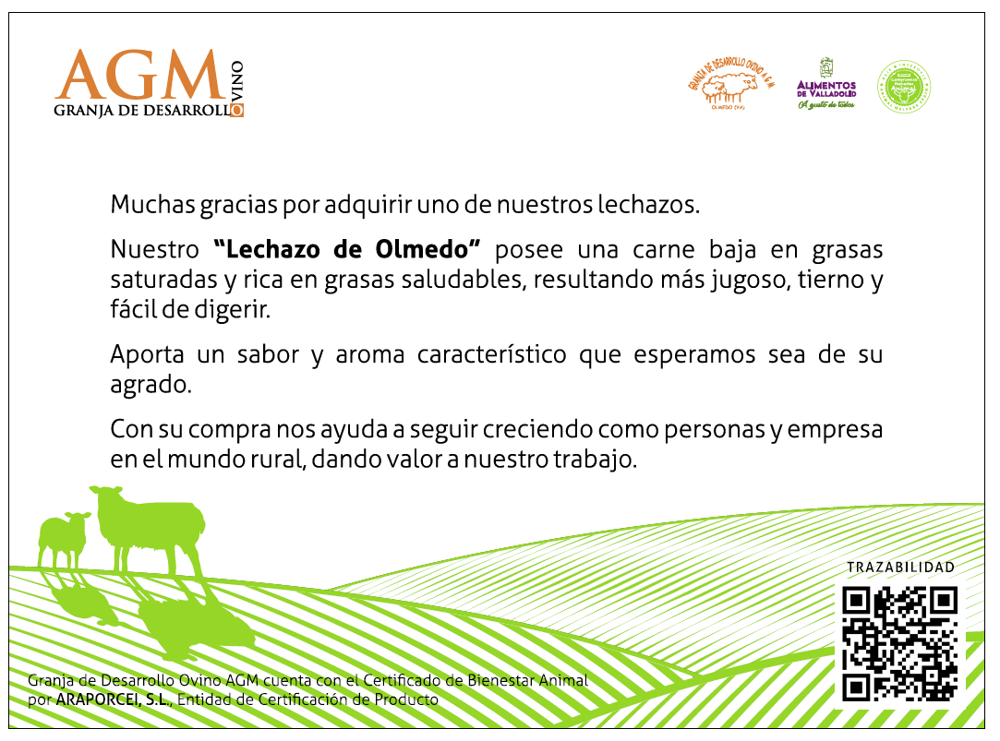 AGM
OVINO
GRANJA DE DESARROLLO
GRANJA DE DESARROLLO OVINO A G M
OLMEDO (VA)
ALIMENTOS
DE VALLADOLID
A gusto de todos
ANIMAL WELFARE
Compromiso
Bienestar
Animal
Muchas gracias por adquirir uno de nuestros lechazos.
Nuestro “Lechazo de Olmedo” posee una carne baja en grasas
saturadas y rica en grasas saludables, resultando más jugoso, tierno y
fácil de digerir.
Aporta un sabor y aroma característico que esperamos sea de su
agrado.
Con su compra nos ayuda a seguir creciendo como personas y empresa
en el mundo rural, dando valor a nuestro trabajo.
TRAZABILIDAD
Granja de Desarrollo Ovino AGM cuenta con el Certificado de Bienestar Animal
por ARAPORCEI, S.L., Entidad de Certificación de Producto